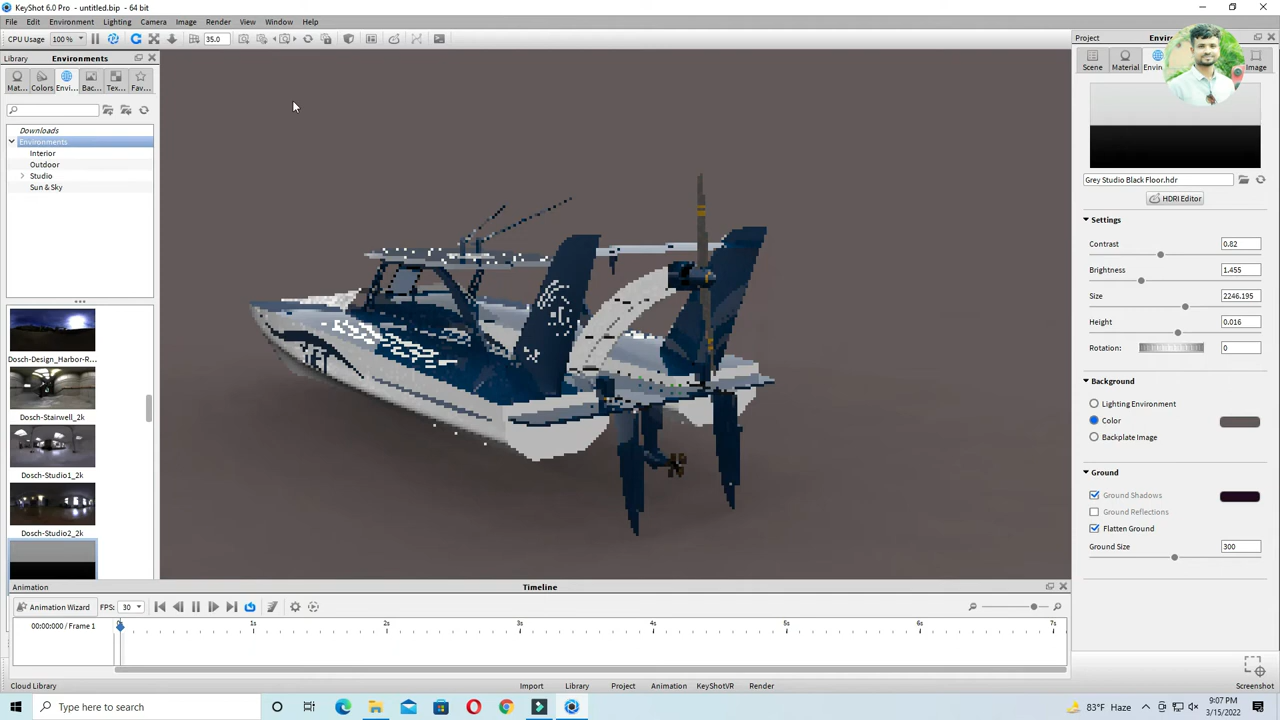 KeyShot 6.0 Pro - untitled.bip - 64 bit
File Edit Environment Lighting Camera Image Render View Window Help
CPU Usage 100 % 35.0
Library Environments
Project
Mat... Colors Envi... Bac... Tex... Fav...
Scene Material Image
Downloads
Environments
Interior
Outdoor
Studio
Sun & Sky
Dosch-Design_Harbor-R...
Dosch-Stairwell_2k
Dosch-Studio1_2k
Dosch-Studio2_2k
Grey Studio Black Floor.hdr
HDRI Editor
Settings
Contrast 0.82
Brightness 1.455
Size 2246.195
Height 0.016
Rotation: 0
Background
Lighting Environment
Color
Backplate Image
Ground
Ground Shadows
Ground Reflections
Flatten Ground
Ground Size 300
Animation Timeline
Animation Wizard FPS: 30
00:00:000 / Frame 1
1s 2s 3s 4s 5s 6s 7s
Cloud Library Import Library Project Animation KeyShotVR Render Screenshot
Type here to search
83°F Haze
9:07 PM
3/15/2022